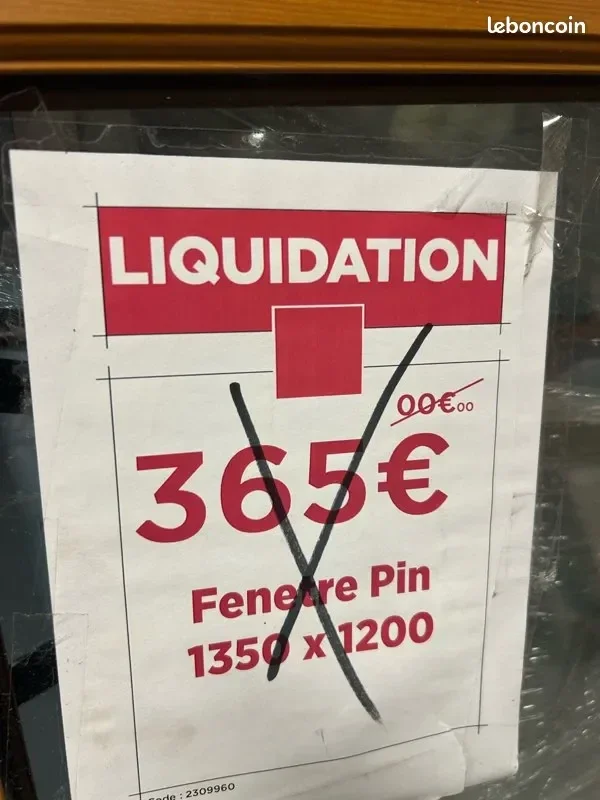 leboncoin
LIQUIDATION
00€00
365€
Fenetre Pin
1350 x 1200
Code : 2309960